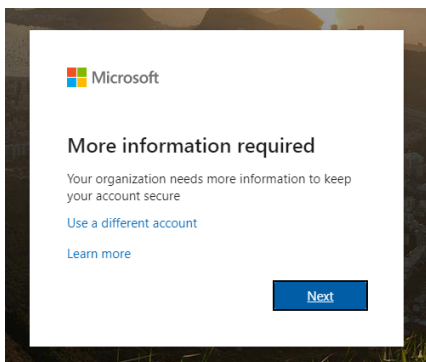 Microsoft
More information required
Your organization needs more information to keep
your account secure
Use a different account
Learn more
Next